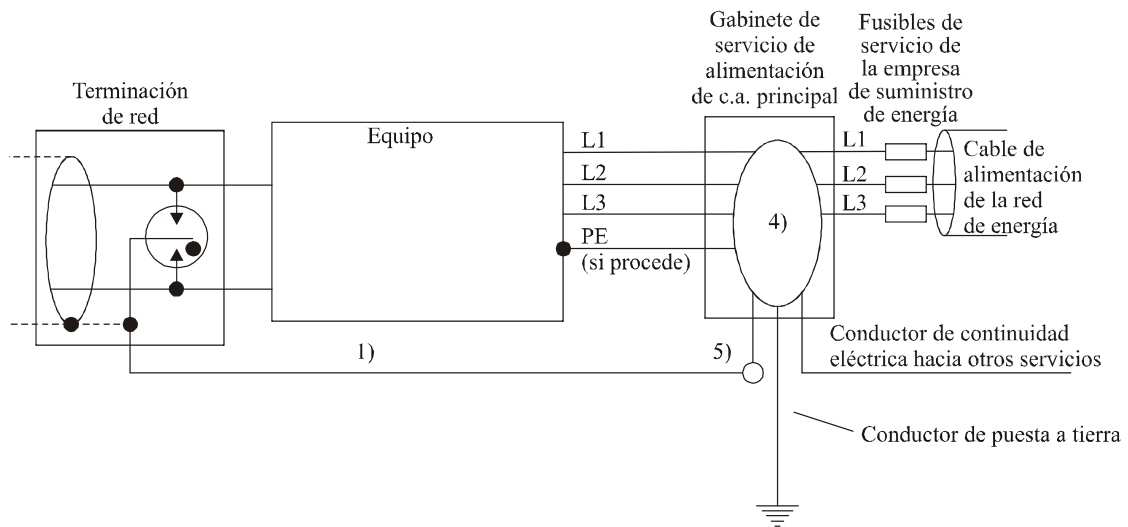 Terminación
de red
Equipo
L1
L2
L3
PE
(si procede)
Gabinete de
servicio de
alimentación
de c.a. principal
Fusibles de
servicio de
la empresa
de suministro
de energía
4)
L1
L2
L3
Cable de
alimentación
de la red
de energía
1)
5)
Conductor de continuidad
eléctrica hacia otros servicios
Conductor de puesta a tierra